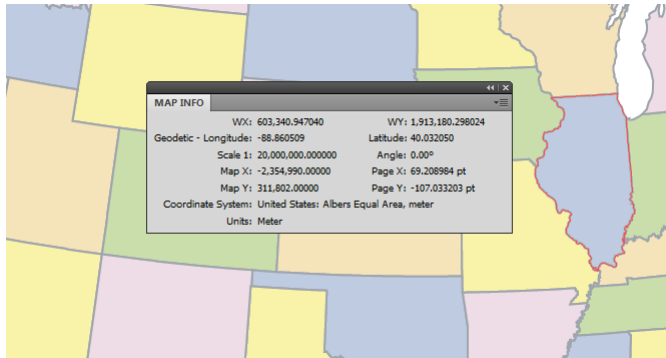 MAP INFO
WX: 603,340.947040 WY: 1,913,180.298024
Geodetic - Longitude: -88.860509 Latitude: 40.032050
Scale 1: 20,000,000.000000 Angle: 0.00º
Map X: -2,354,990.00000 Page X: 69.208984 pt
Map Y: 311,802.00000 Page Y: -107.033203 pt
Coordinate System: United States: Albers Equal Area, meter
Units: Meter